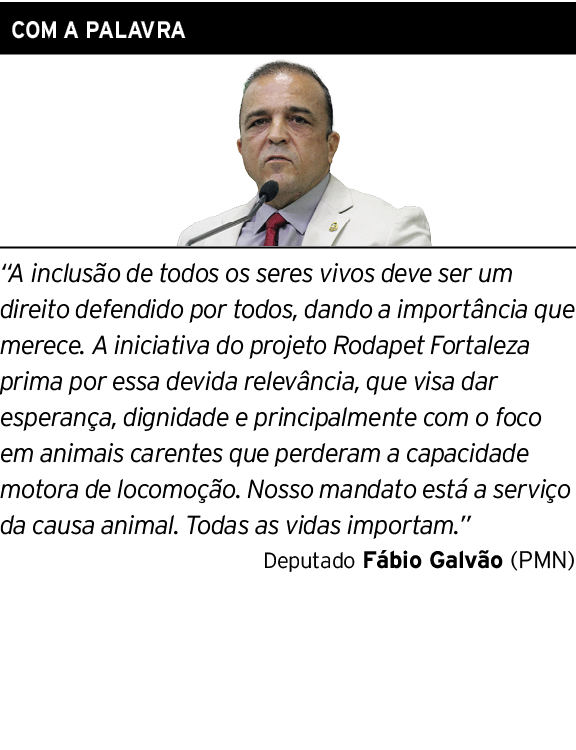 COM A PALAVRA
“A inclusão de todos os seres vivos deve ser um
direito defendido por todos, dando a importância que
merece. A iniciativa do projeto Rodapet Fortaleza
prima por essa devida relevância, que visa dar
esperança, dignidade e principalmente com o foco
em animais carentes que perderam a capacidade
motora de locomoção. Nosso mandato está a serviço
da causa animal. Todas as vidas importam.”
Deputado Fábio Galvão (PMN)